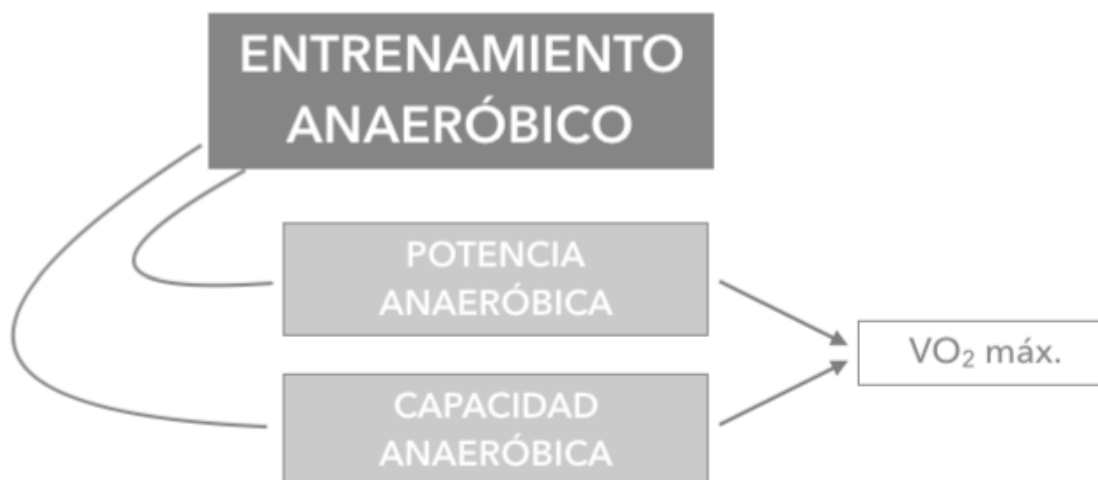 ENTRENAMIENTO
ANAERÓBICO
POTENCIA
ANAERÓBICA
VO₂ máx.
CAPACIDAD
ANAERÓBICA